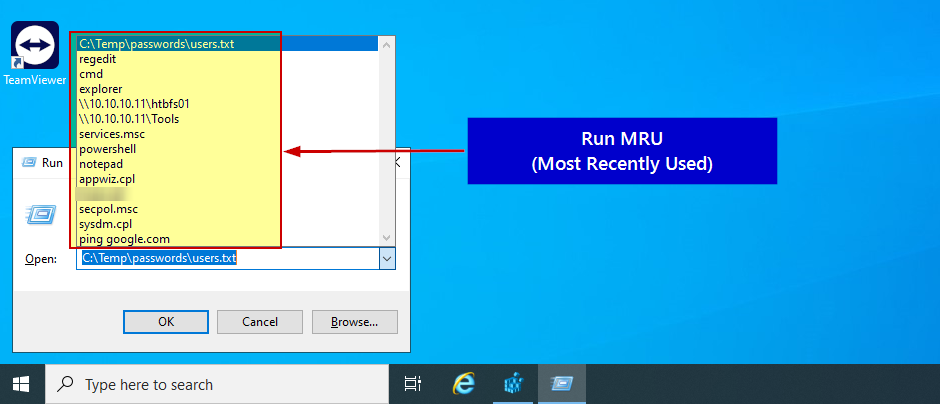 TeamViewer
C:\Temp\passwords\users.txt
regedit
cmd
explorer
\\10.10.10.11\htbfs01
\\10.10.10.11\Tools
services.msc
powershell
notepad
appwiz.cpl
secpol.msc
sysdm.cpl
ping google.com
Run
Open:
C:\Temp\passwords\users.txt
OK
Cancel
Browse...
Run MRU
(Most Recently Used)
Type here to search